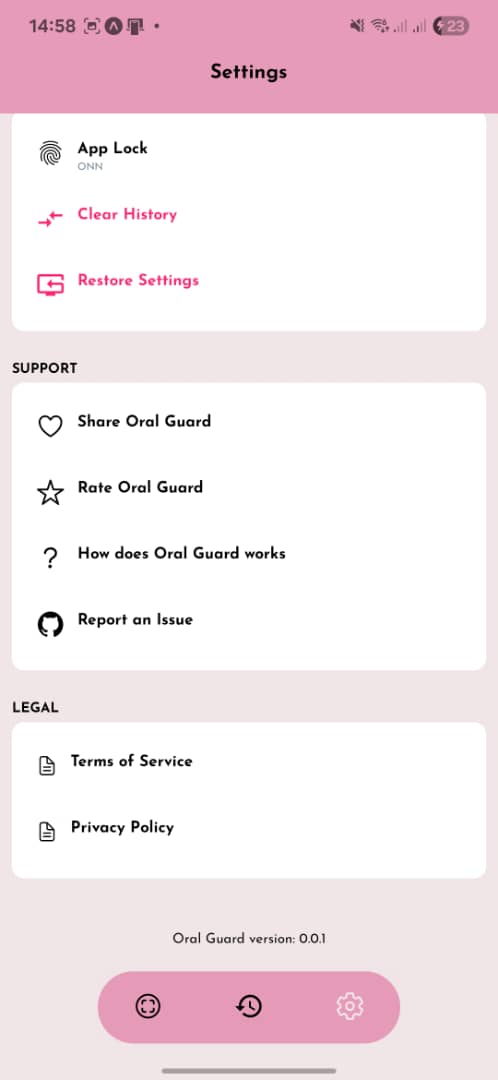 14:58
23
Settings
App Lock
ONN
Clear History
Restore Settings
SUPPORT
Share Oral Guard
Rate Oral Guard
How does Oral Guard works
Report an Issue
LEGAL
Terms of Service
Privacy Policy
Oral Guard version: 0.0.1